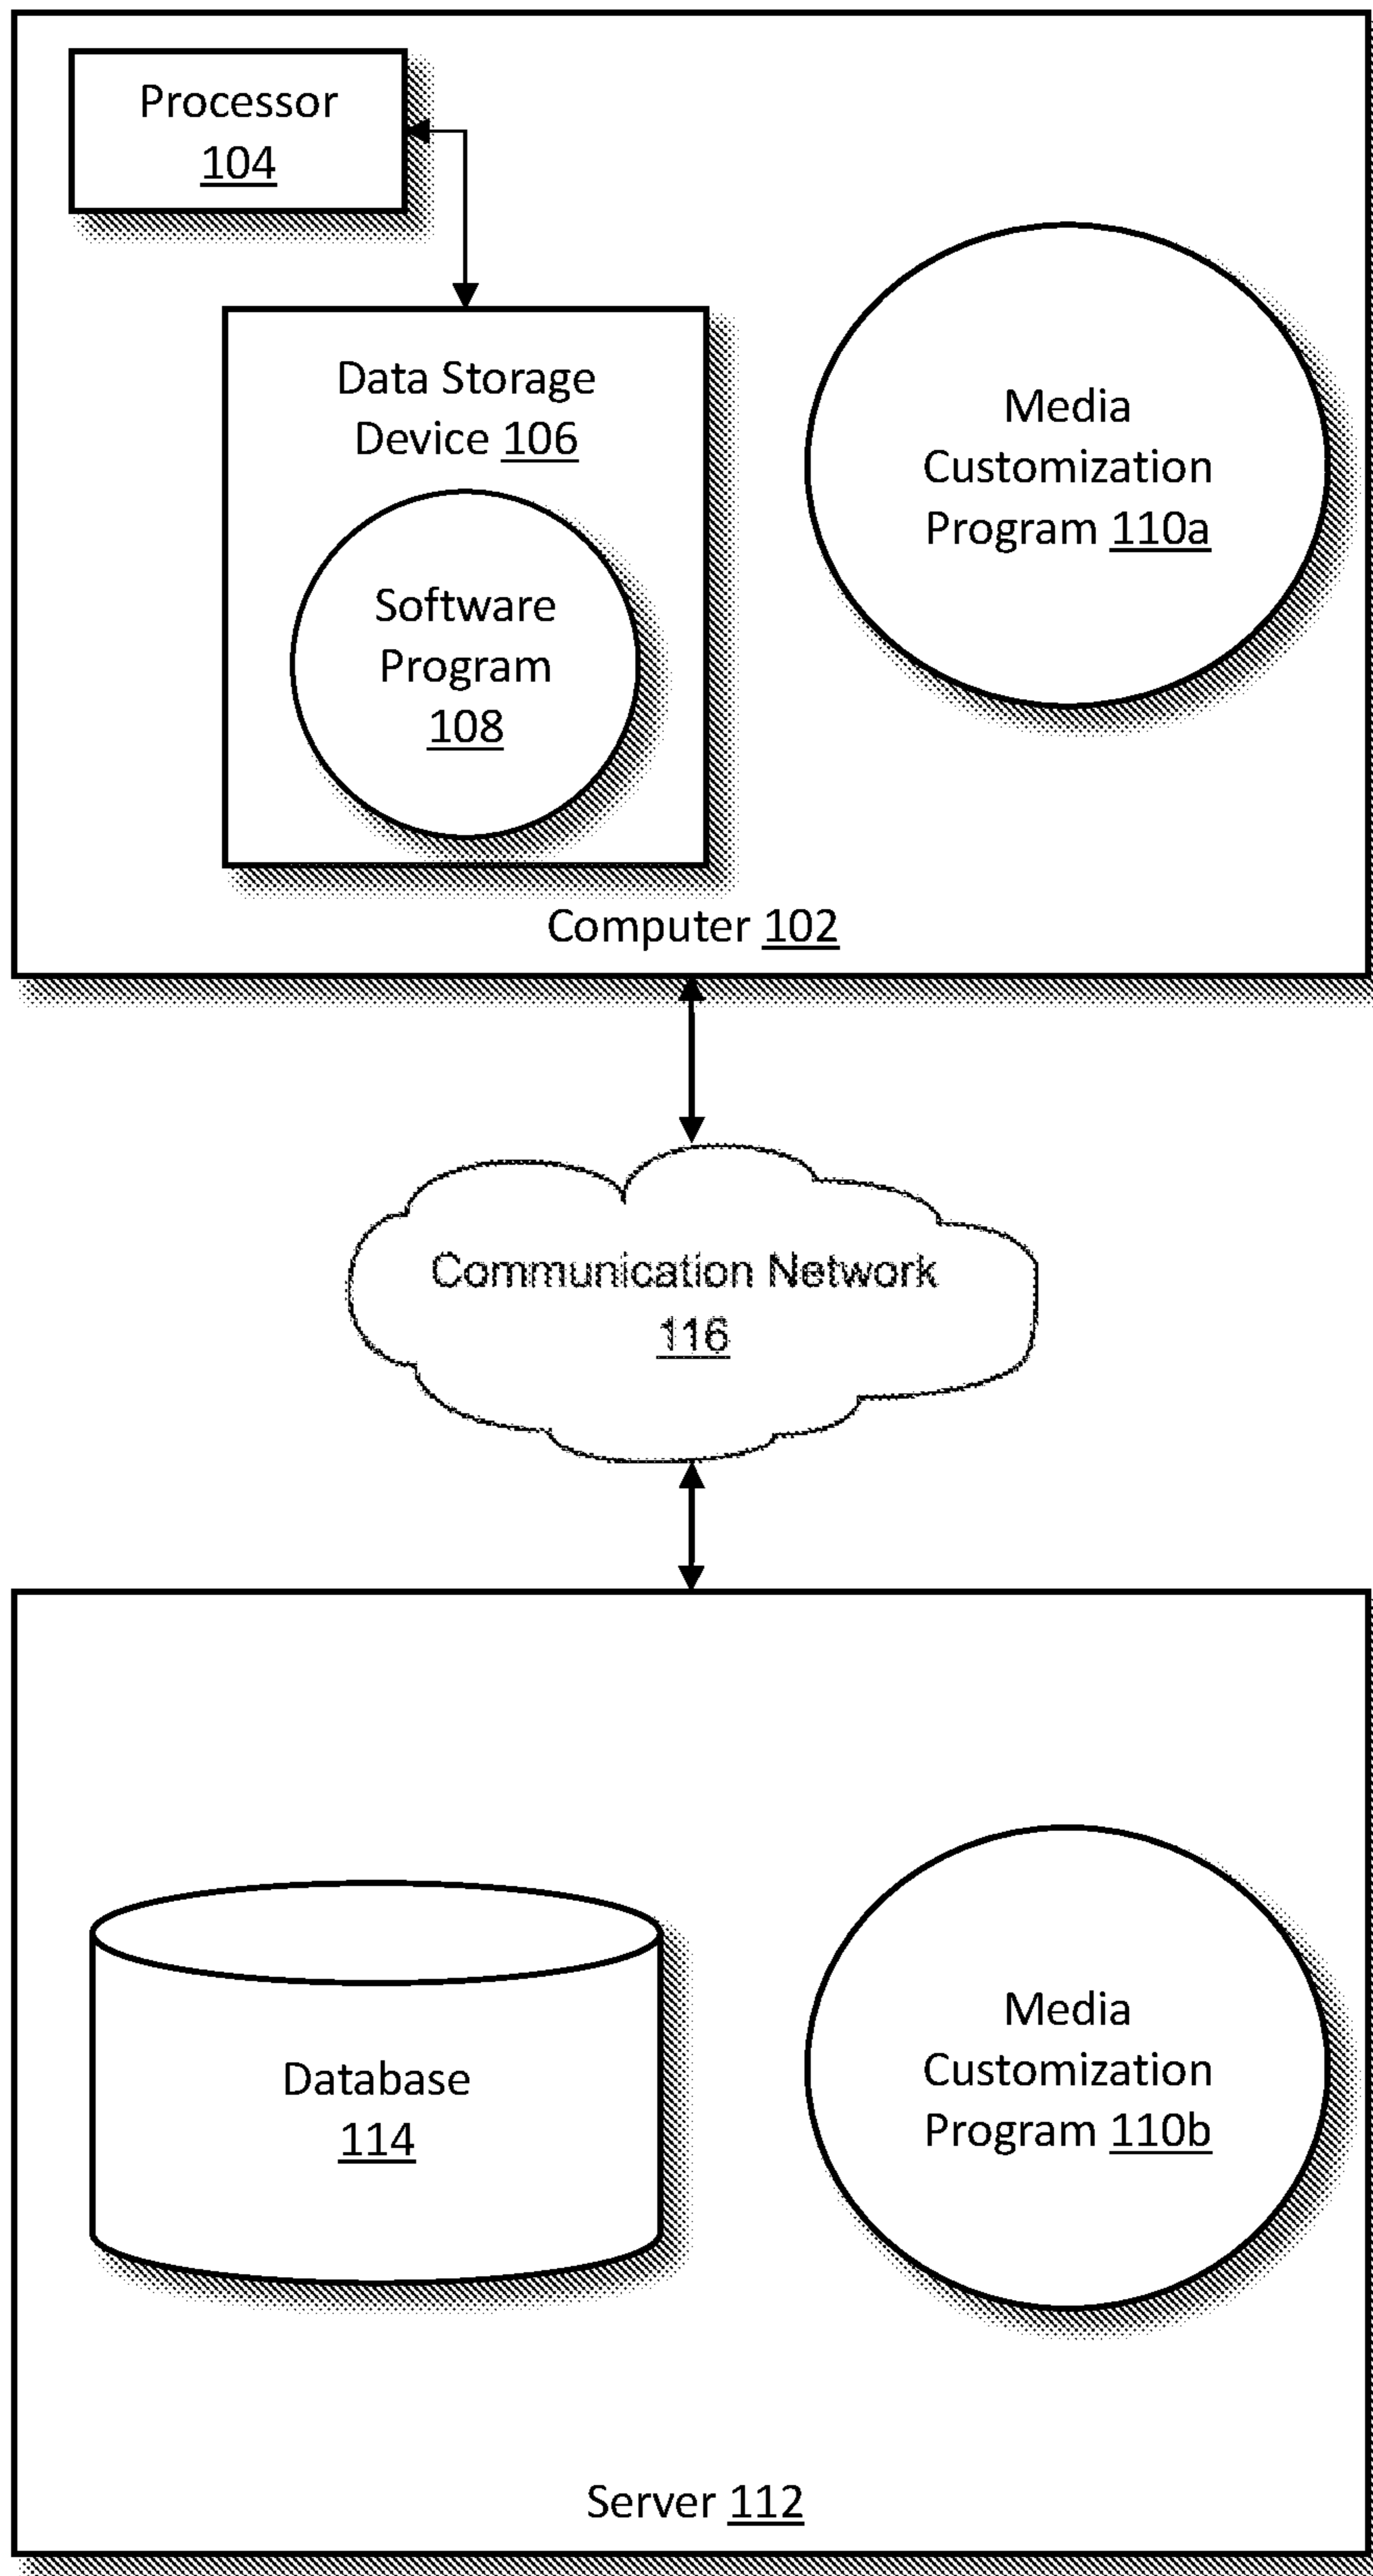 Processor
104
Data Storage
Device 106
Software
Program
108
Media
Customization
Program 110a
Computer 102
Communication Network
116
Database
114
Media
Customization
Program 110b
Server 112